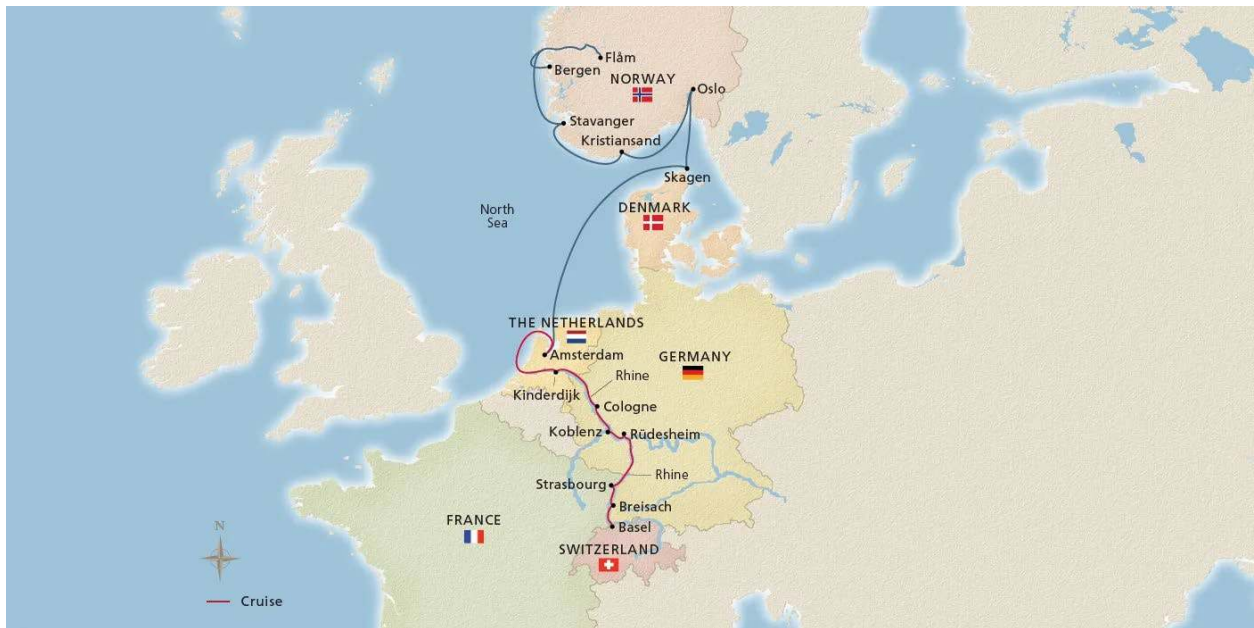 Flåm
Bergen
NORWAY
Oslo
Stavanger
Kristiansand
Skagen
DENMARK
North
Sea
THE NETHERLANDS
Amsterdam
GERMANY
Rhine
Kinderdijk
Cologne
Koblenz
Rüdesheim
Rhine
Strasbourg
Breisach
FRANCE
Basel
N
SWITZERLAND
Cruise